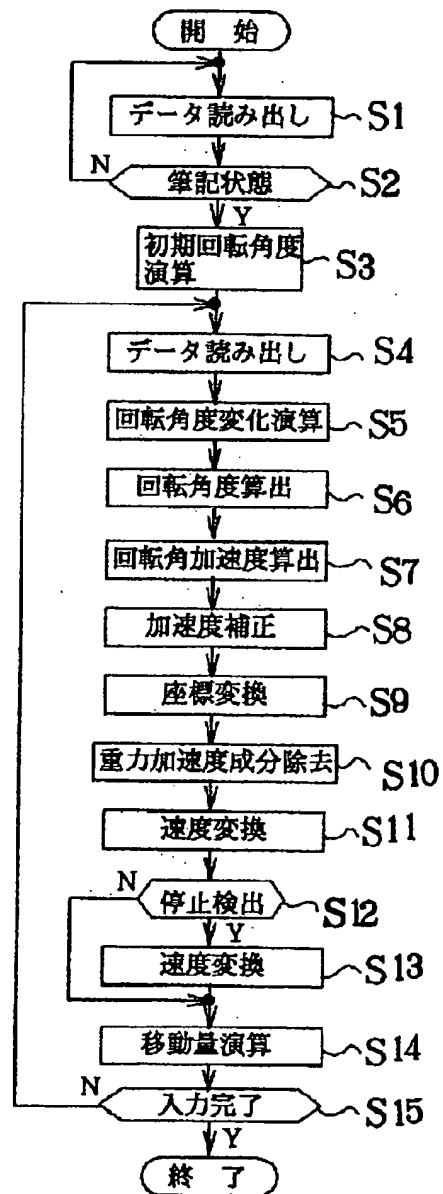 開 始
データ読み出し S1
N 筆記状態 S2
Y
初期回転角度
演算 S3
データ読み出し S4
回転角度変化演算 S5
回転角度算出 S6
回転角加速度算出 S7
加速度補正 S8
座標変換 S9
重力加速度成分除去 S10
速度変換 S11
N 停止検出 S12
Y
速度変換 S13
移動量演算 S14
N 入力完了 S15
Y
終 了